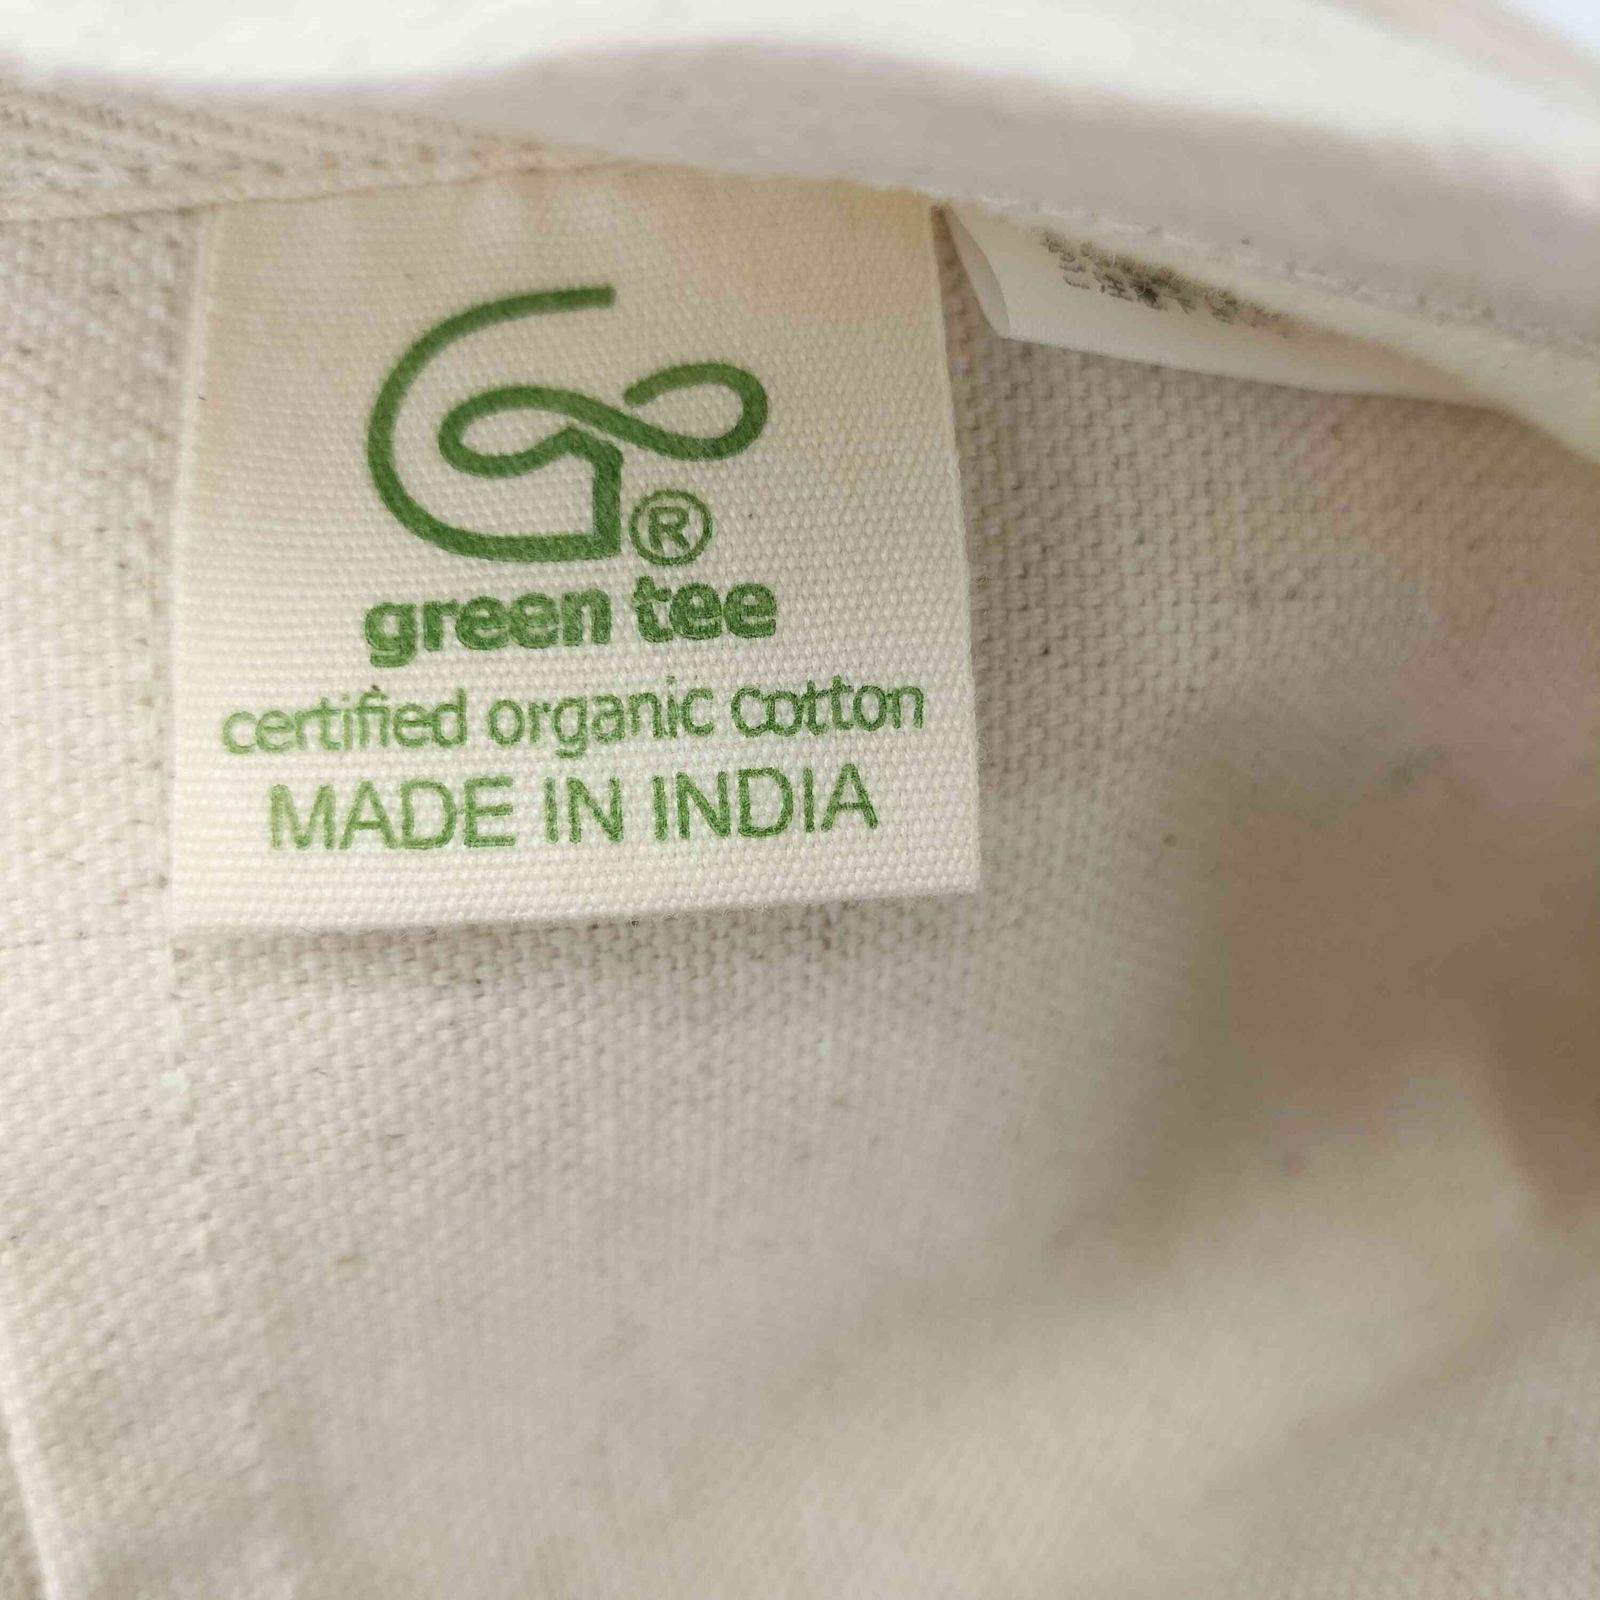 ®
green tee
certified organic cotton
MADE IN INDIA